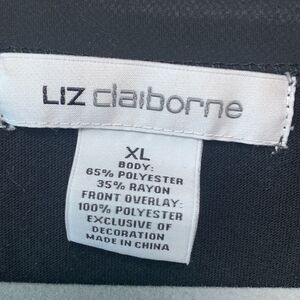 LIZ claiborne
XL
BODY:
65% POLYESTER
35% RAYON
FRONT OVERLAY:
100% POLYESTER
EXCLUSIVE OF
DECORATION
MADE IN CHINA